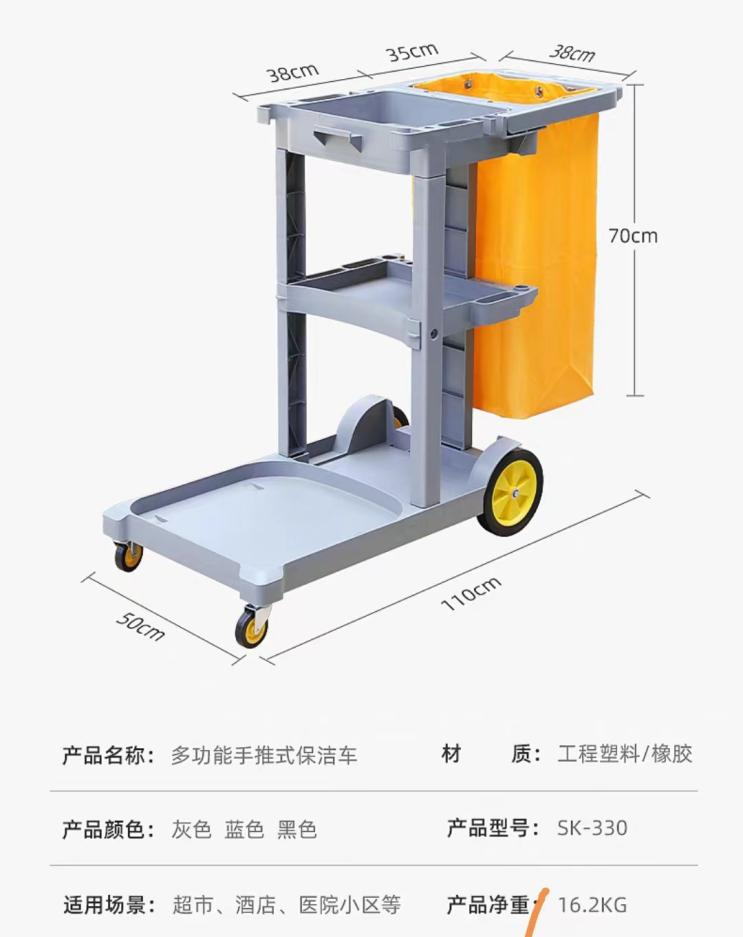 38cm 35cm 38cm
70cm
110cm
50cm
产品名称： 多功能手推式保洁车 材 质： 工程塑料/橡胶
产品颜色： 灰色 蓝色 黑色 产品型号： SK-330
适用场景： 超市、酒店、医院小区等 产品净重： 16.2KG